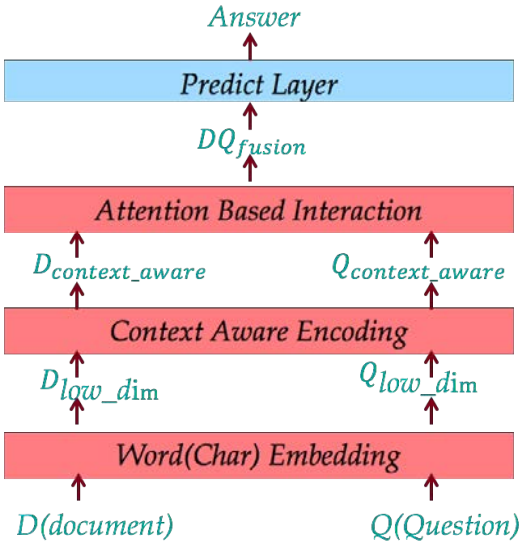 Answer
Predict Layer
DQ_fusion
Attention Based Interaction
D_context_aware Q_context_aware
Context Aware Encoding
D_low_dim Q_low_dim
Word(Char) Embedding
D(document) Q(Question)